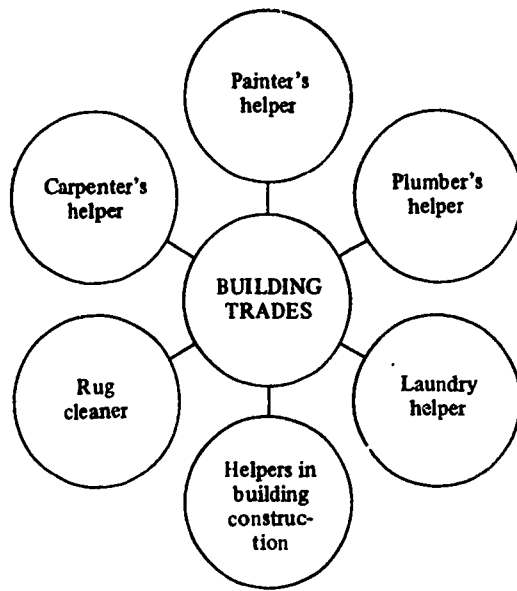 Painter's
helper
Carpenter's
helper
Plumber's
helper
BUILDING
TRADES
Rug
cleaner
Laundry
helper
Helpers in
building
construc-
tion